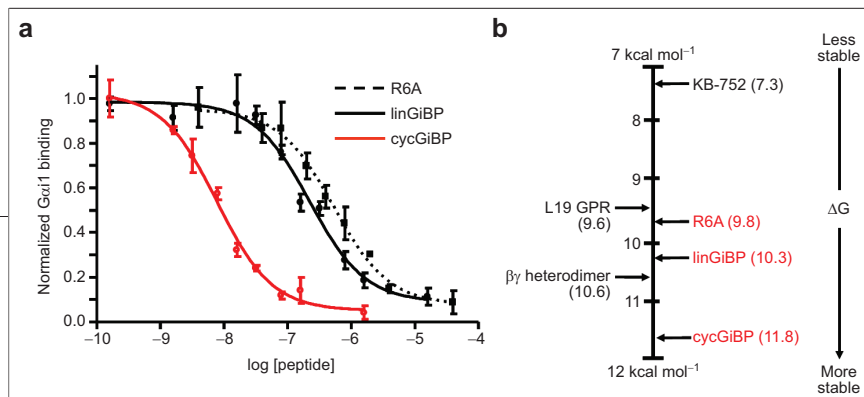 a
Normalized Gαi1 binding
1.0
0.8
0.6
0.4
0.2
0.0
−10
−9
−8
−7
−6
−5
−4
log [peptide]
R6A
linGiBP
cycGiBP
b
7 kcal mol−1
8
9
10
11
12 kcal mol−1
KB-752 (7.3)
L19 GPR
(9.6)
R6A (9.8)
linGiBP (10.3)
βγ heterodimer
(10.6)
cycGiBP (11.8)
Less
stable
ΔG
More
stable